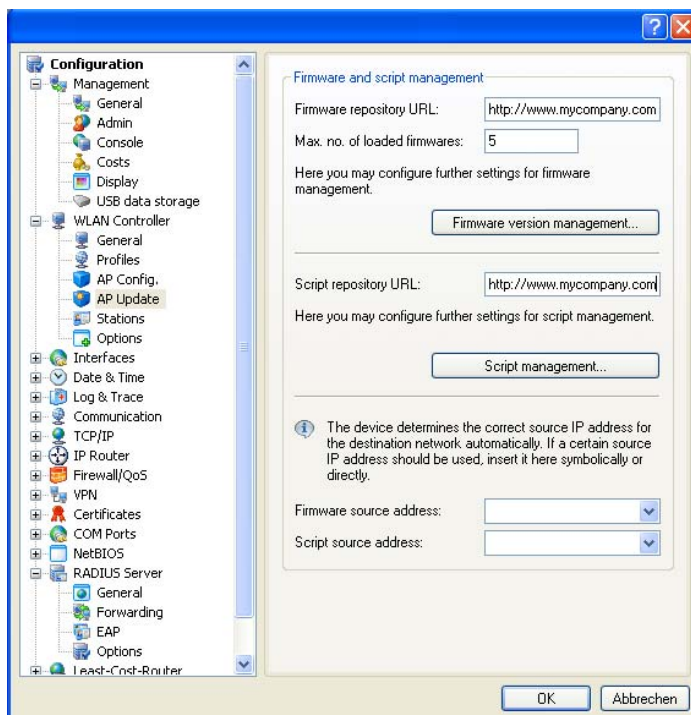 Configuration
Management
General
Admin
Console
Costs
Display
USB data storage
WLAN Controller
General
Profiles
AP Config.
AP Update
Stations
Options
Interfaces
Date & Time
Log & Trace
Communication
TCP/IP
IP Router
Firewall/QoS
VPN
Certificates
COM Ports
NetBIOS
RADIUS Server
General
Forwarding
EAP
Options
Least-Cost-Router
Firmware and script management
Firmware repository URL: http://www.mycompany.com
Max. no. of loaded firmwares: 5
Here you may configure further settings for firmware
management.
Firmware version management...
Script repository URL: http://www.mycompany.com
Here you may configure further settings for script management.
Script management...
The device determines the correct source IP address for
the destination network automatically. If a certain source
IP address should be used, insert it here symbolically or
directly.
Firmware source address:
Script source address:
OK Abbrechen